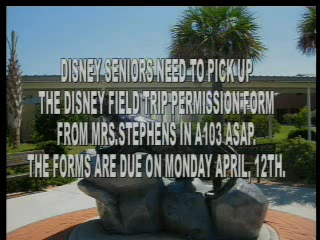 DISNEY SENIORS NEED TO PICK UP
THE DISNEY FIELD TRIP PERMISSION FORM
FROM MRS.STEPHENS IN A103 ASAP.
THE FORMS ARE DUE ON MONDAY APRIL, 12TH.